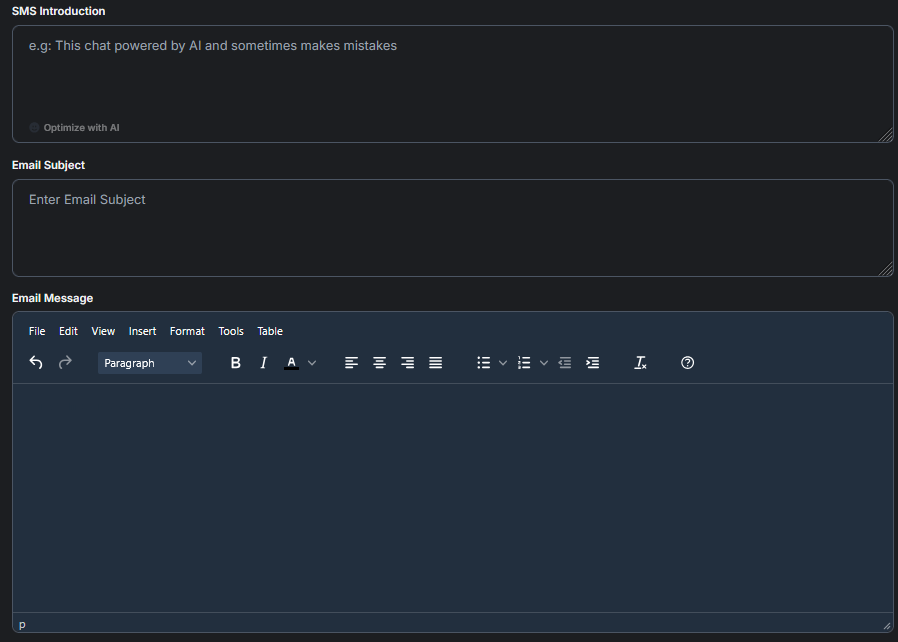 SMS Introduction
e.g: This chat powered by AI and sometimes makes mistakes
Optimize with AI
Email Subject
Enter Email Subject
Email Message
File Edit View Insert Format Tools Table
Paragraph B I A
p